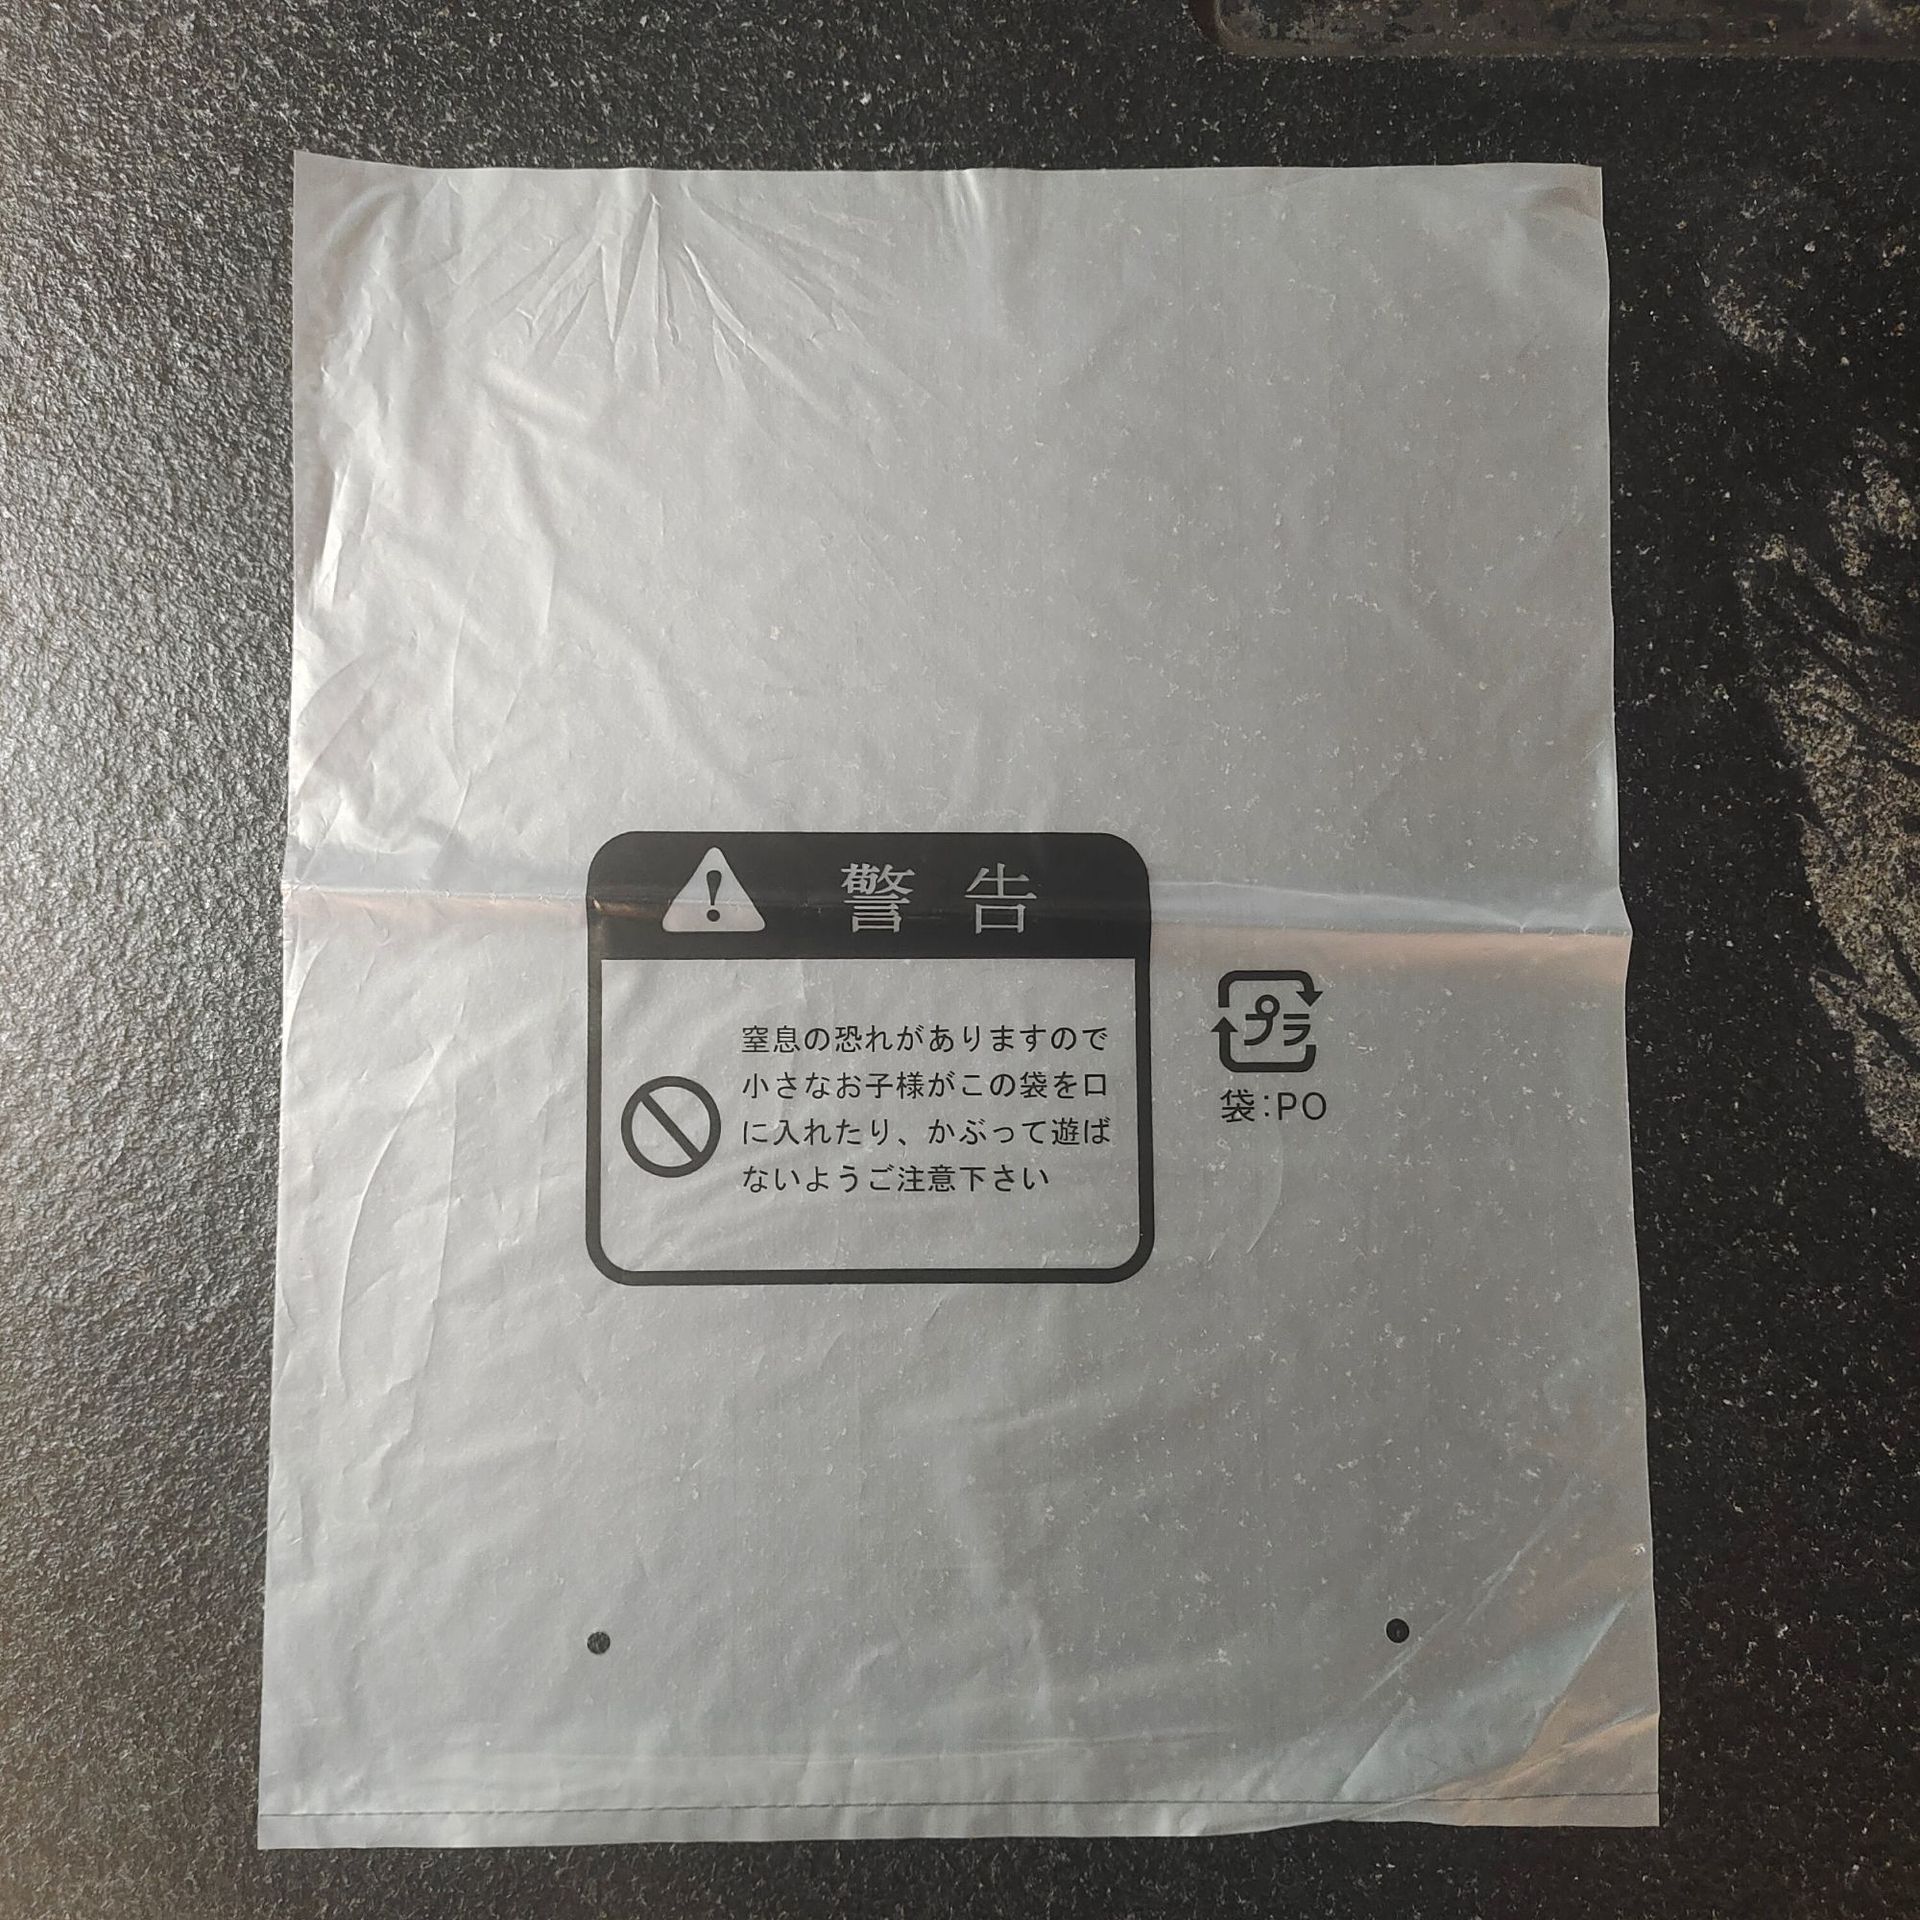 警告
窒息の恐れがありますので
小さなお子様がこの袋を口
に入れたり、かぶって遊ば
ないようご注意下さい
プラ
袋:PO